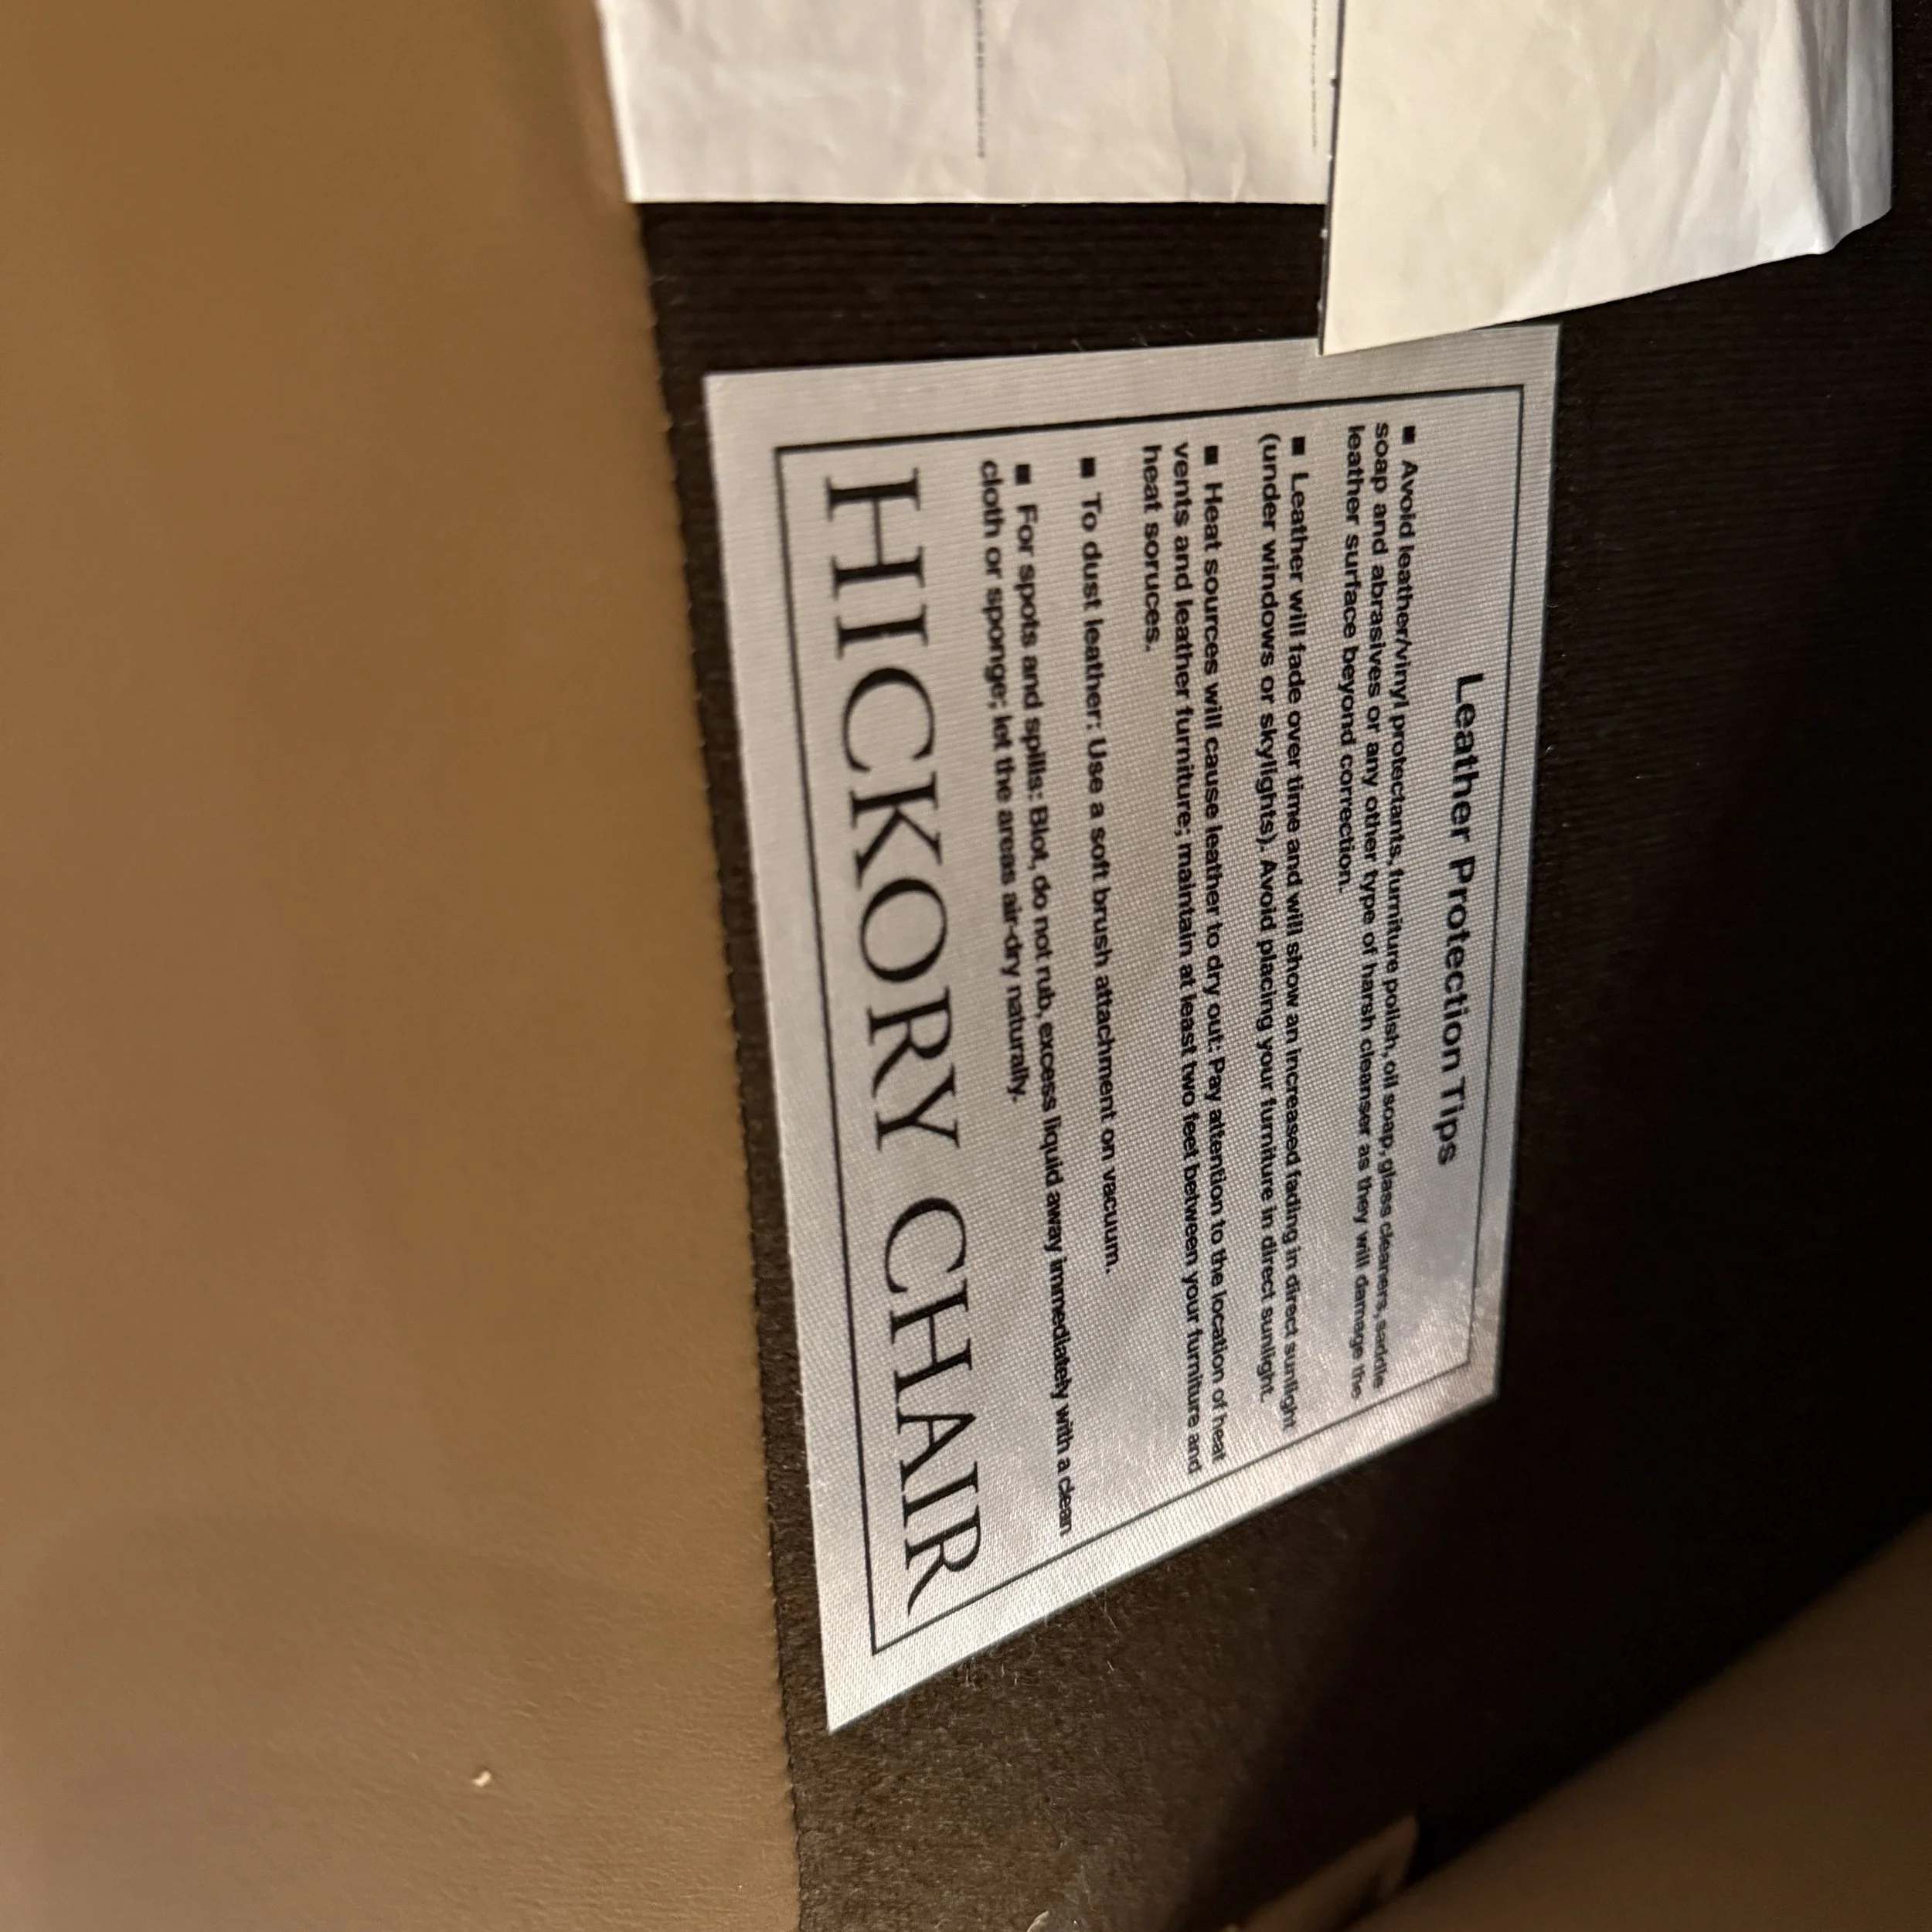 Leather Protection Tips
■ Avoid leather/vinyl protectants, furniture polish, oil soap, glass cleaners, saddle
soap and abrasives or any other type of harsh cleanser as they will damage the
leather surface beyond correction.
■ Leather will fade over time and will show an increased fading in direct sunlight
(under windows or skylights). Avoid placing your furniture in direct sunlight.
■ Heat sources will cause leather to dry out: Pay attention to the location of heat
vents and leather furniture; maintain at least two feet between your furniture and
heat soruces.
■ To dust leather: Use a soft brush attachment on vacuum.
■ For spots and spills: Blot, do not rub, excess liquid away immediately with a clean
cloth or sponge; let the areas air-dry naturally.
HICKORY CHAIR